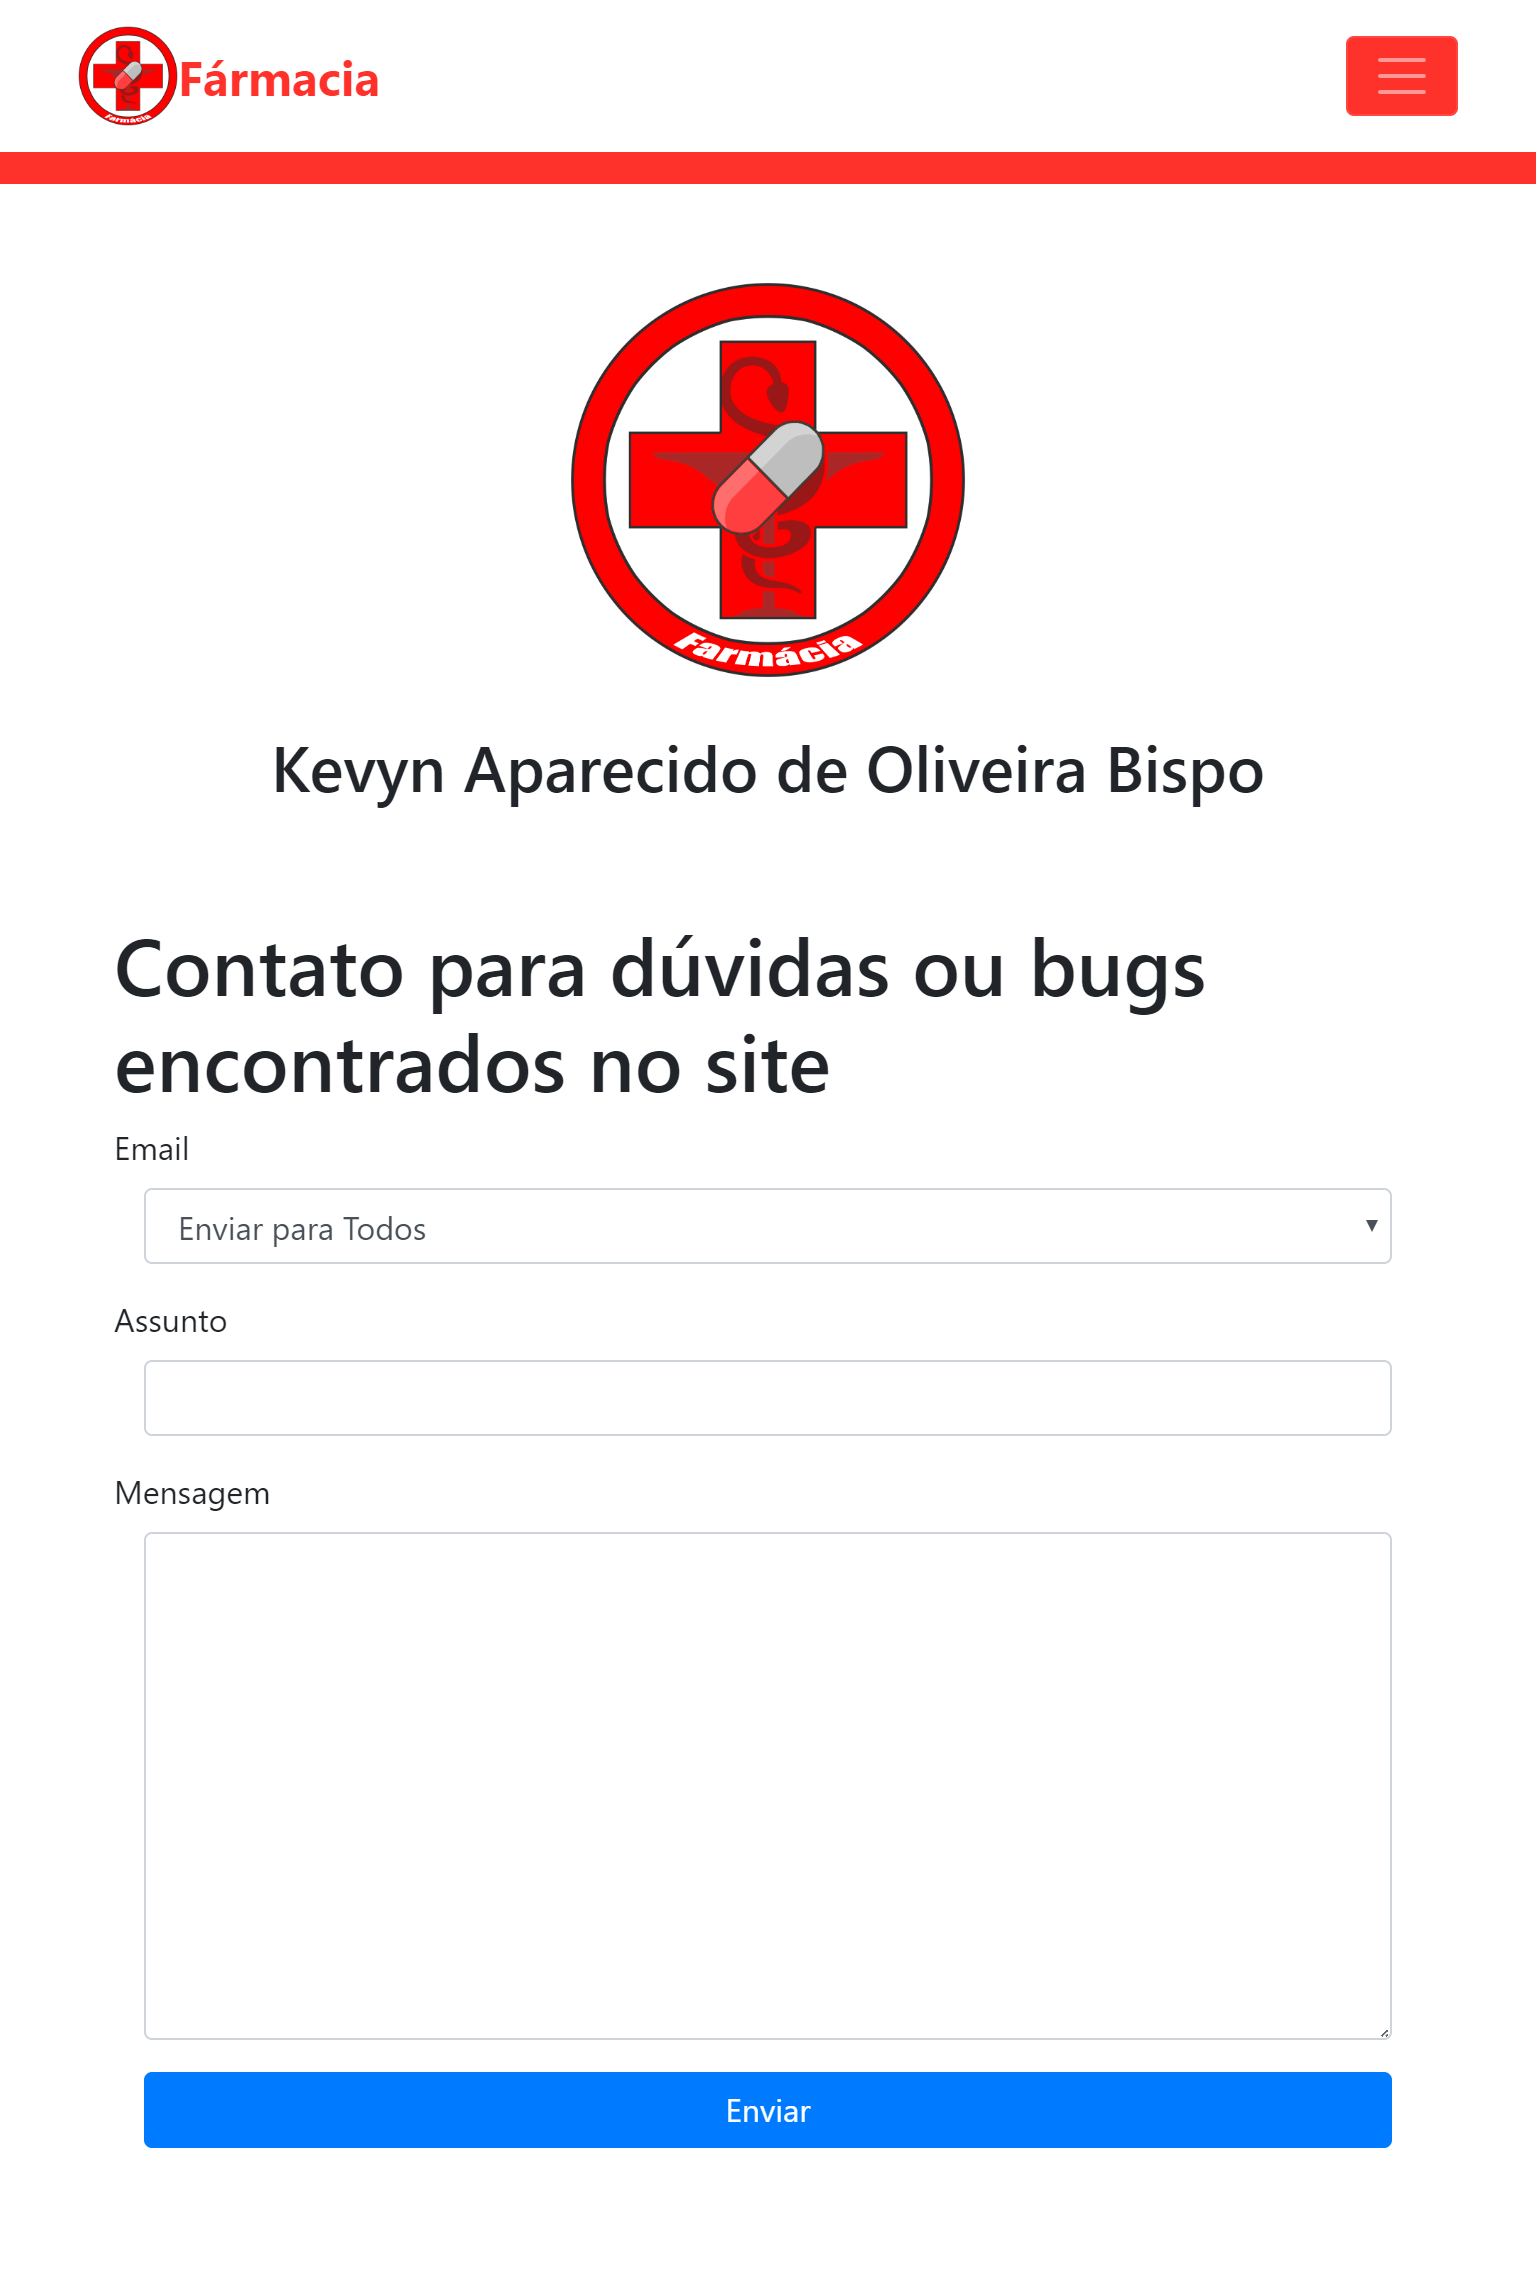 Farmácia
Fármacia
Farmácia
Kevyn Aparecido de Oliveira Bispo
Contato para dúvidas ou bugs
encontrados no site
Email
Enviar para Todos
Assunto
Mensagem
Enviar